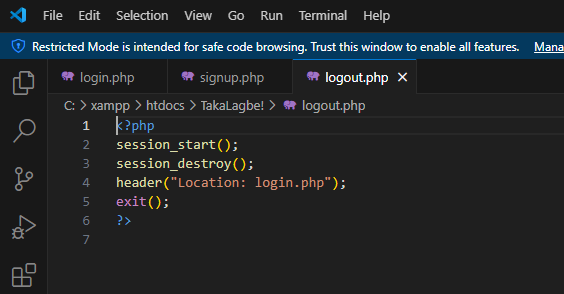 File Edit Selection View Go Run Terminal Help
Restricted Mode is intended for safe code browsing. Trust this window to enable all features. Mana
login.php signup.php logout.php
C: > xampp > htdocs > TakaLagbe! > logout.php
1 <?php
2 session_start();
3 session_destroy();
4 header("Location: login.php");
5 exit();
6 ?>
7